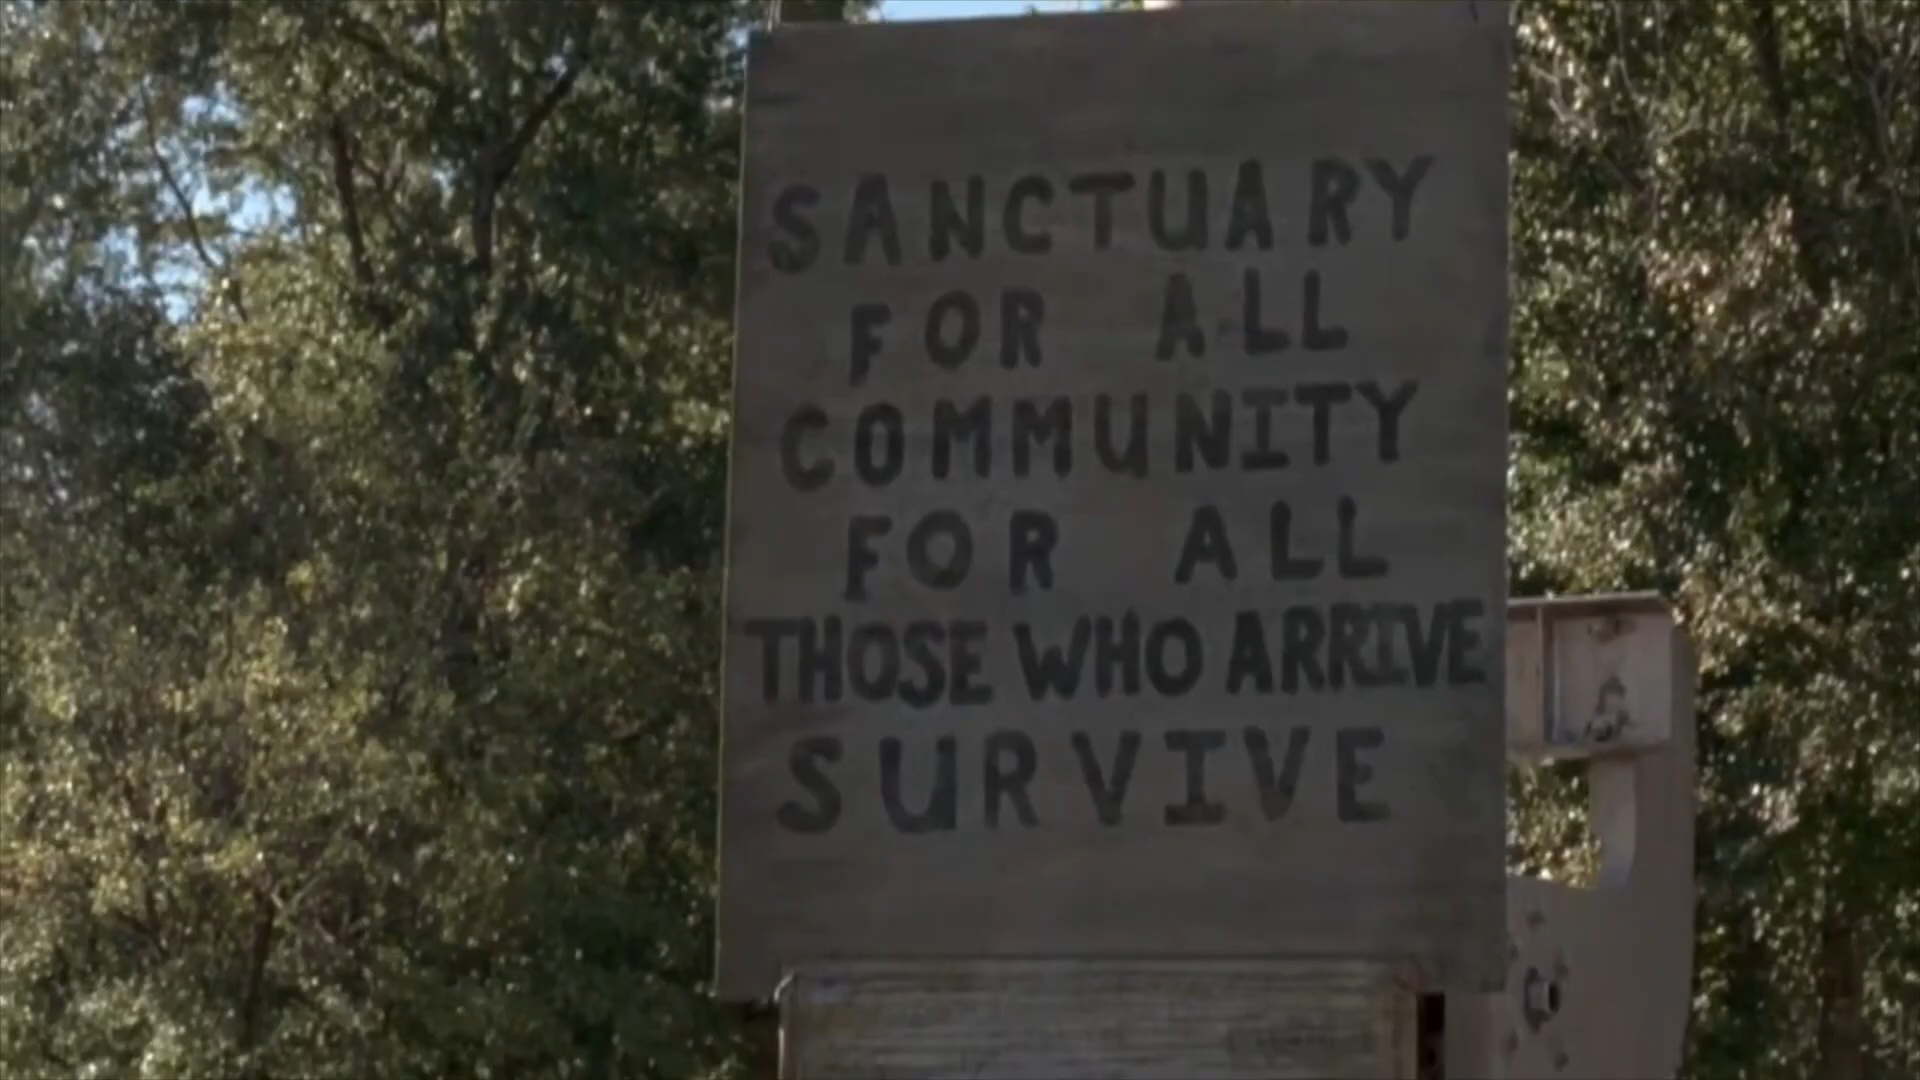 SANCTUARY
FOR ALL
COMMUNITY
FOR ALL
THOSE WHO ARRIVE
SURVIVE